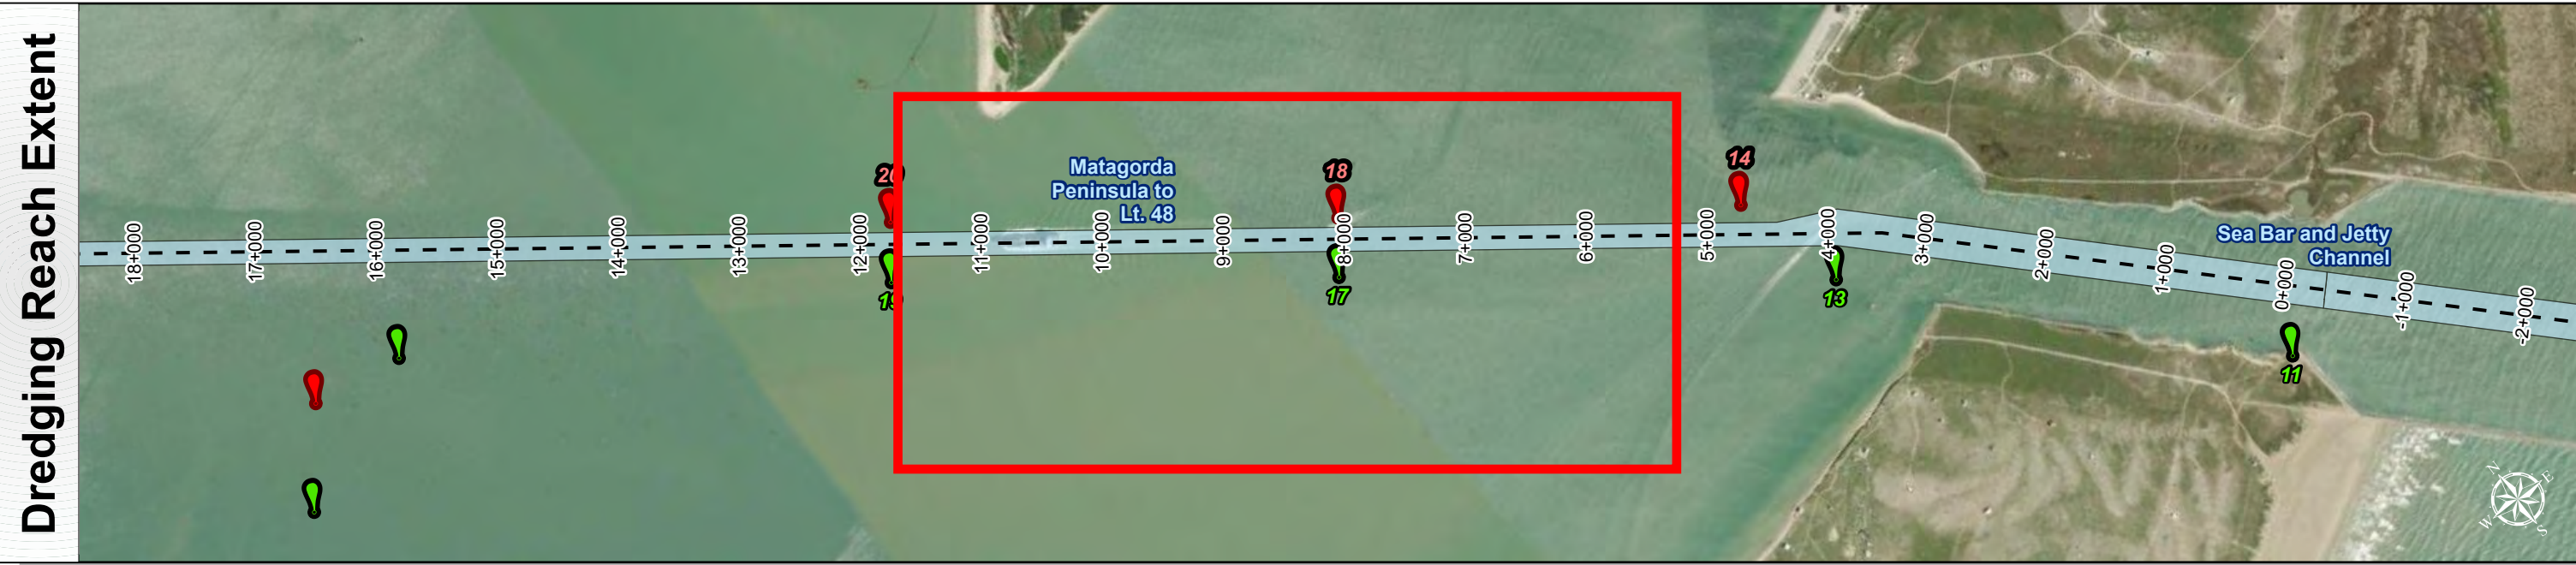 Dredging Reach Extent
20
18
14
Matagorda
Peninsula to
Lt. 48
18+000
17+000
16+000
15+000
14+000
13+000
12+000
11+000
10+000
9+000
8+000
7+000
6+000
5+000
4+000
3+000
2+000
1+000
0+000
-1+000
-2+000
Sea Bar and Jetty
Channel
19
17
13
11
N
E
W
S